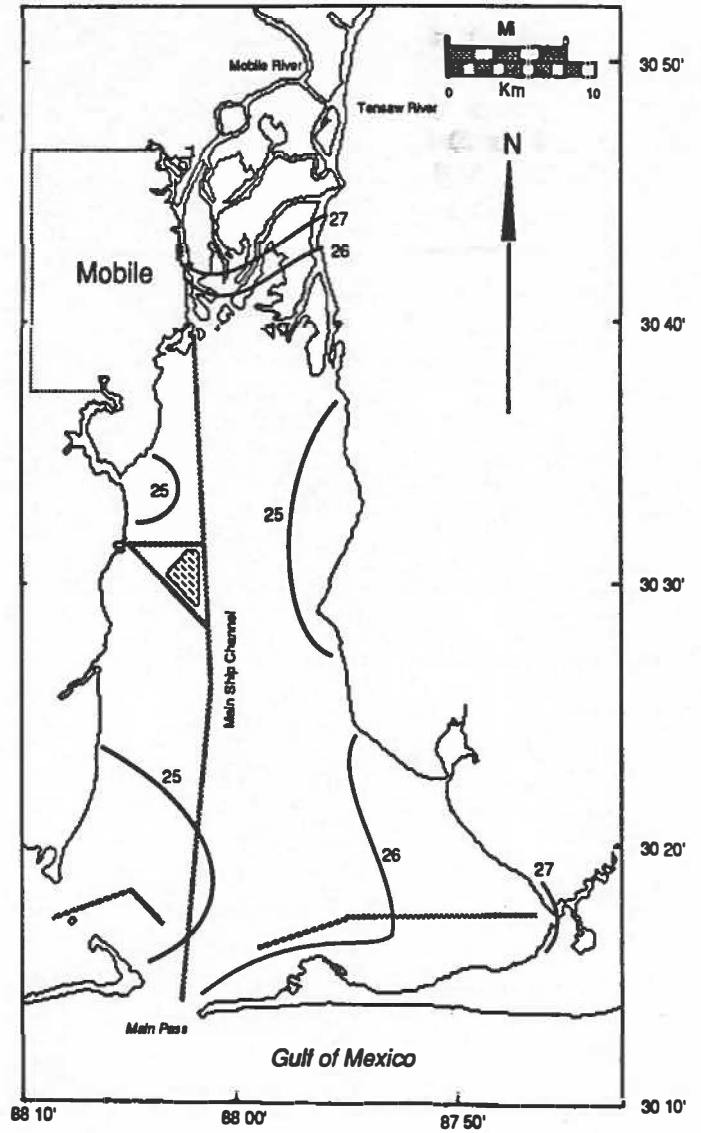 Mi
Mobile River
0
Km
10
30 50'
Tensaw River
N
27
26
Mobile
30 40'
25
25
30 30'
Main Ship Channel
25
26
27
30 20'
Main Pass
Gulf of Mexico
30 10'
88 10'
88 00'
87 50'